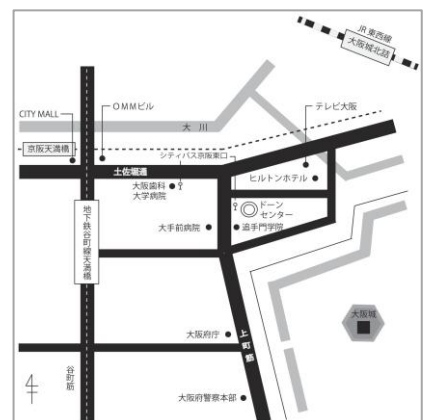 JR 東西線
大阪城北詰
CITY MALL
OMMビル
大 川
テレビ大阪
京阪天満橋
シティバス京阪東口
土佐堀通
大阪歯科
大学病院
ヒルトンホテル
ドーン
センター
地下鉄谷町線天満橋
大手前病院
追手門学院
大阪城
大阪府庁
上町筋
谷町筋
大阪府警察本部